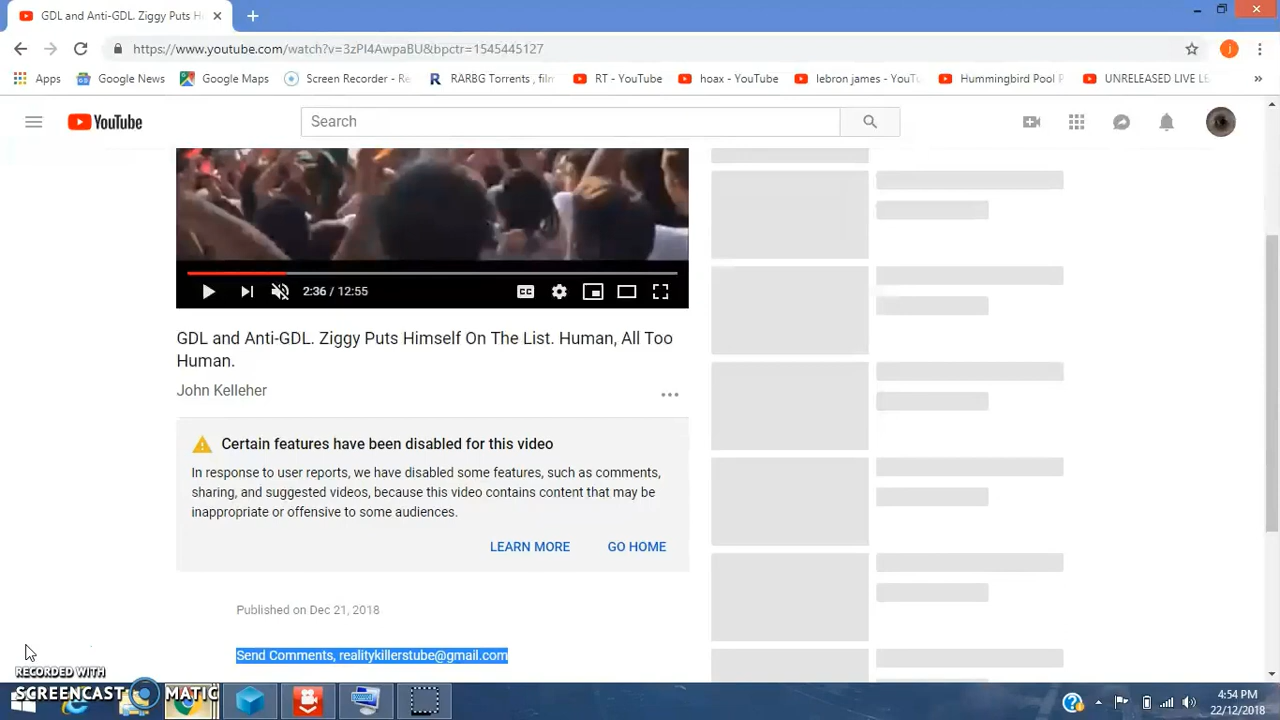 GDL and Anti-GDL. Ziggy Puts H
https://www.youtube.com/watch?v=3zPI4AwpaBU&bpctr=1545445127
j
Apps Google News Google Maps Screen Recorder - Re RARBG Torrents , film RT - YouTube hoax - YouTube lebron james - YouTu Hummingbird Pool P UNRELEASED LIVE LE »
YouTube
Search
2:36 / 12:55
CC
GDL and Anti-GDL. Ziggy Puts Himself On The List. Human, All Too
Human.
John Kelleher
Certain features have been disabled for this video
In response to user reports, we have disabled some features, such as comments,
sharing, and suggested videos, because this video contains content that may be
inappropriate or offensive to some audiences.
LEARN MORE GO HOME
Published on Dec 21, 2018
Send Comments, realitykillerstube@gmail.com
RECORDED WITH
SCREENCAST MATIC
4:54 PM
22/12/2018